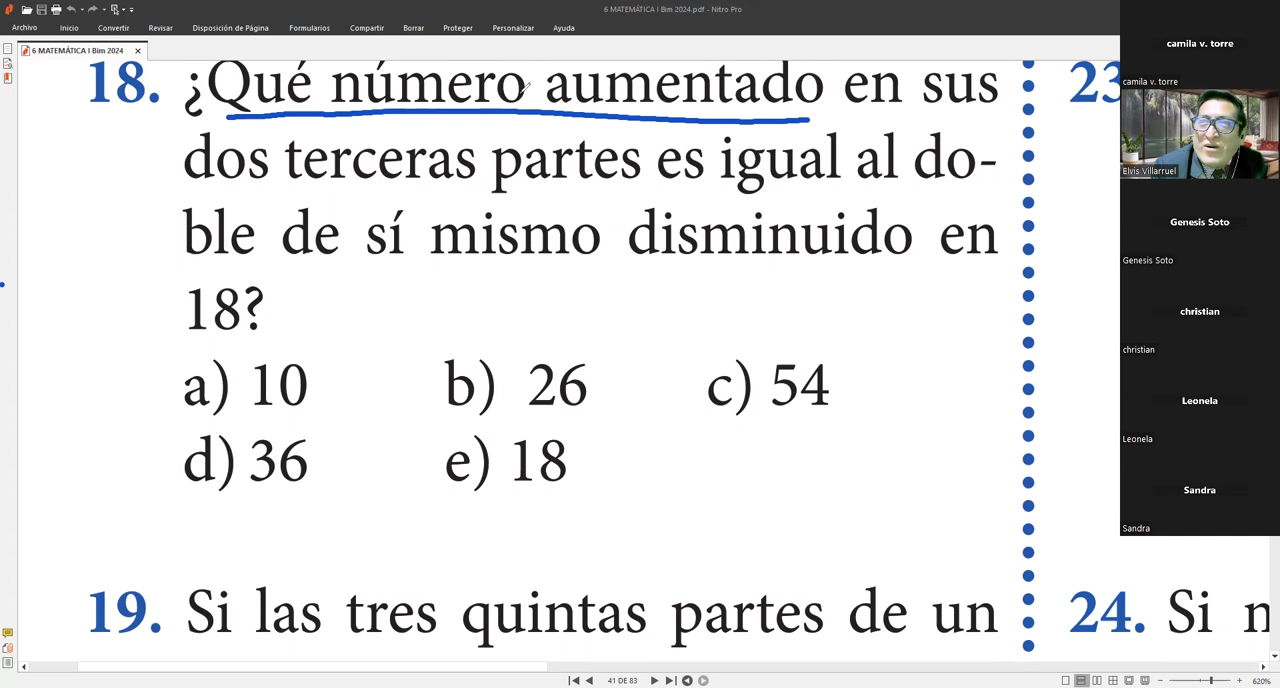 6 MATEMÁTICA I Bim 2024.pdf - Nitro Pro
Archivo Inicio Convertir Revisar Disposición de Página Formularios Compartir Borrar Proteger Personalizar Ayuda
6 MATEMÁTICA I Bim 2024 ×
18. ¿Qué número aumentado en sus
dos terceras partes es igual al do-
ble de sí mismo disminuido en
18?
a) 10 b) 26 c) 54
d) 36 e) 18
19. Si las tres quintas partes de un
23
24. Si n
camila v. torre
camila v. torre
Elvis Villarruel
Genesis Soto
Genesis Soto
christian
christian
Leonela
Leonela
Sandra
Sandra
41 DE 83
620%